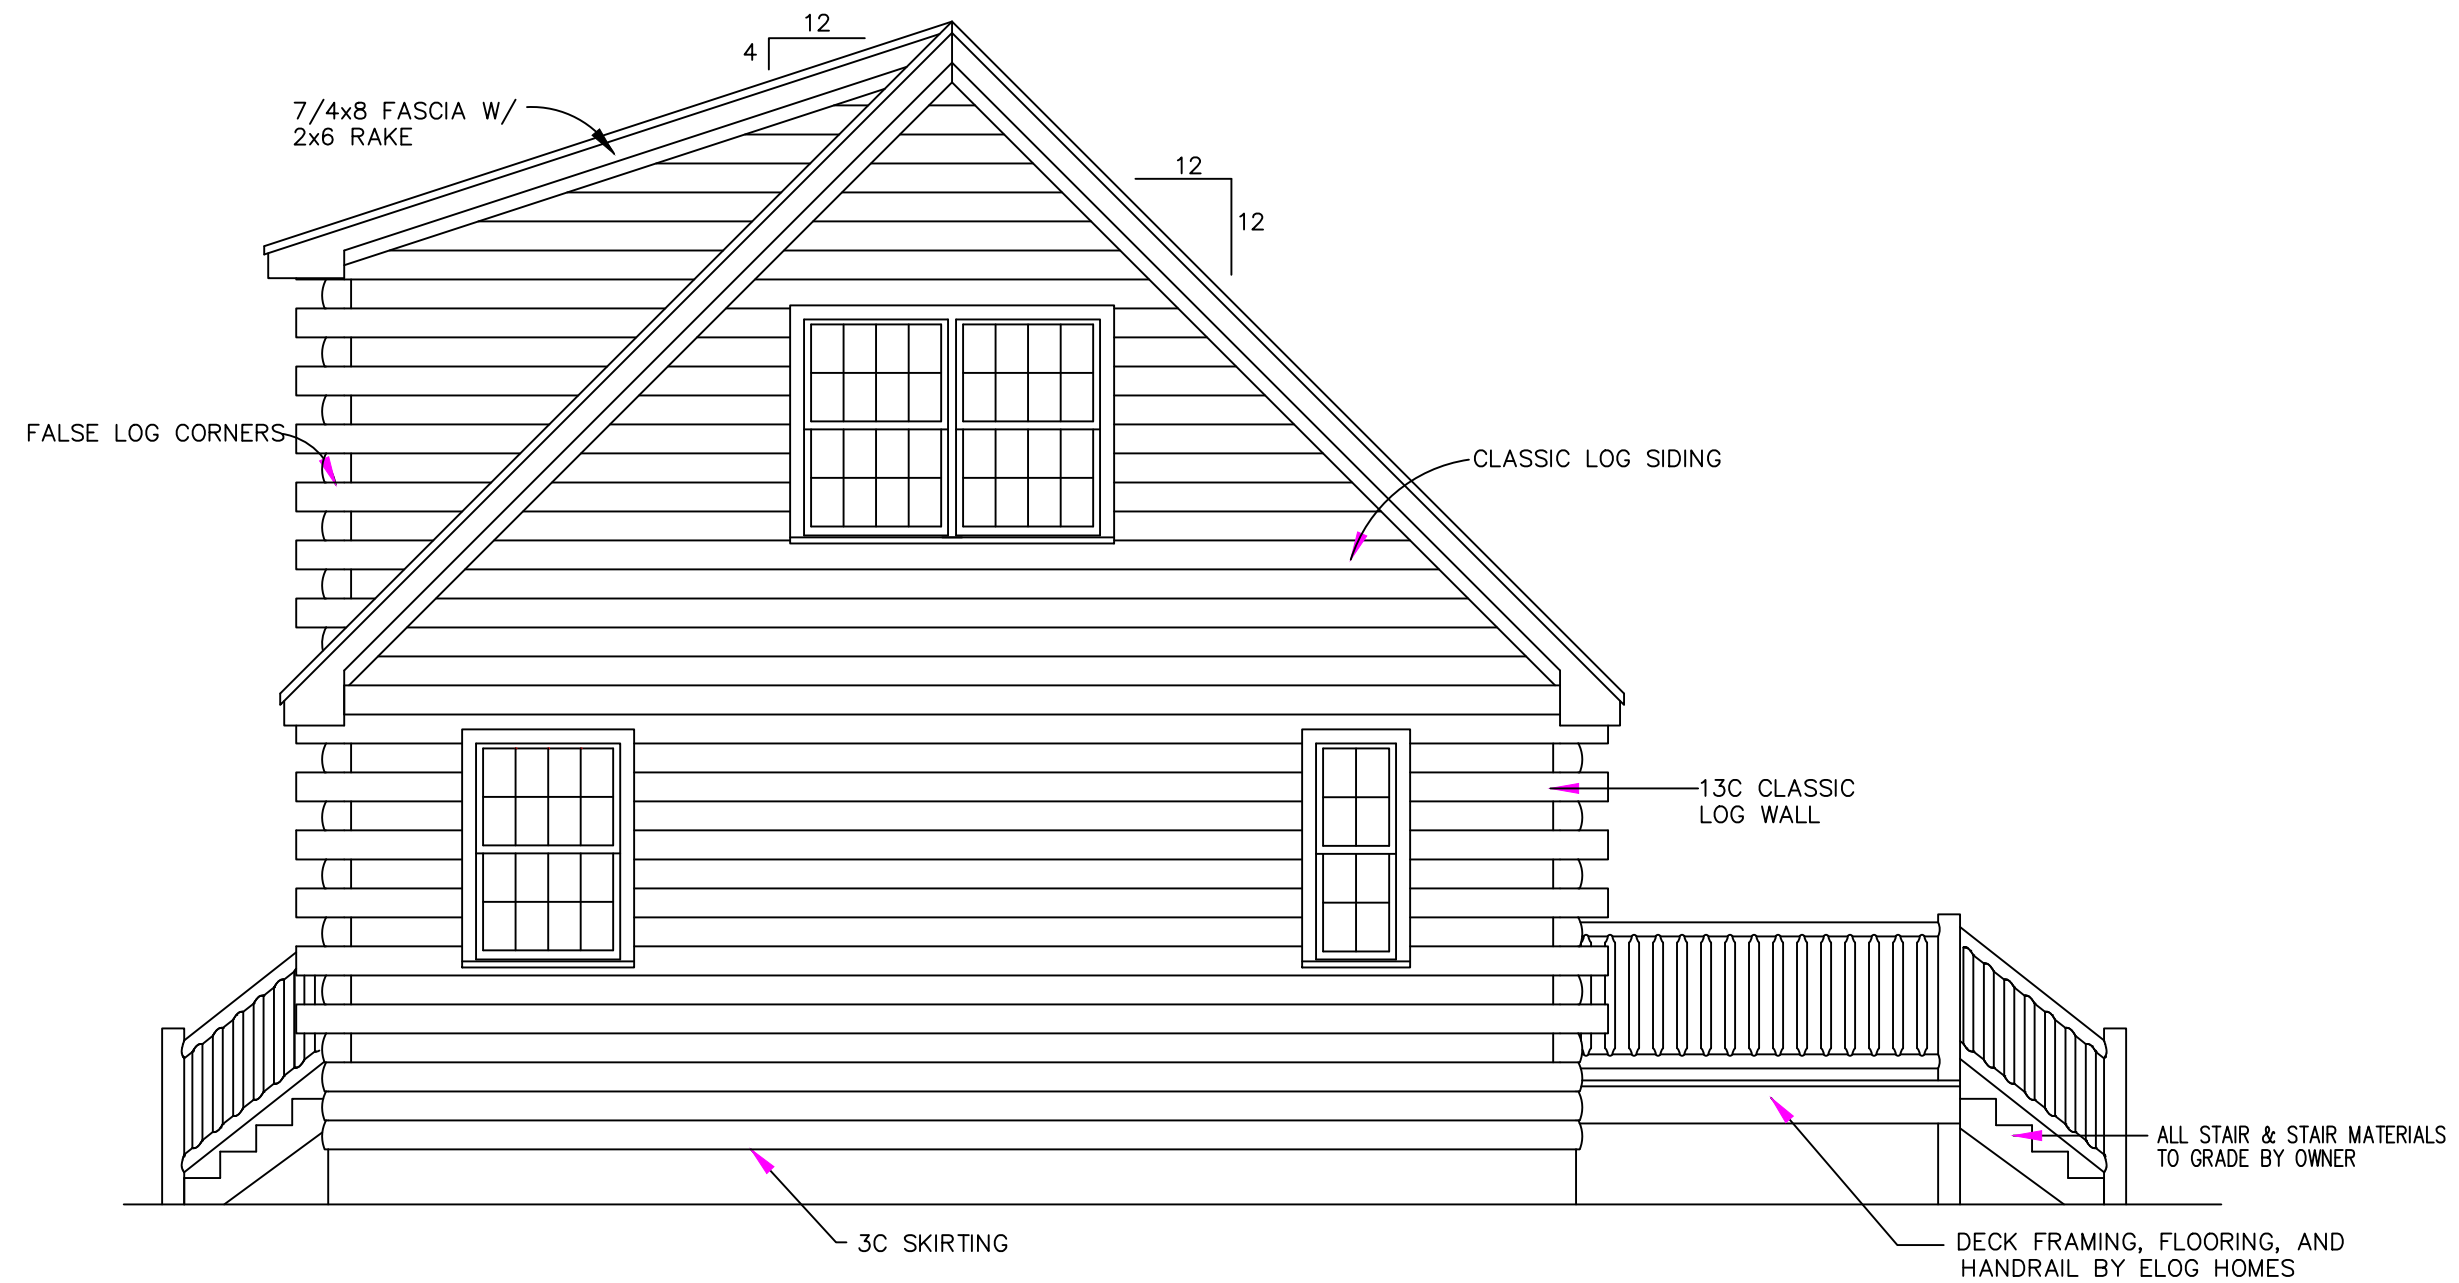 12
4
7/4x8 FASCIA W/
2x6 RAKE
12
12
FALSE LOG CORNERS
CLASSIC LOG SIDING
13C CLASSIC
LOG WALL
ALL STAIR & STAIR MATERIALS
TO GRADE BY OWNER
3C SKIRTING
DECK FRAMING, FLOORING, AND
HANDRAIL BY ELOG HOMES